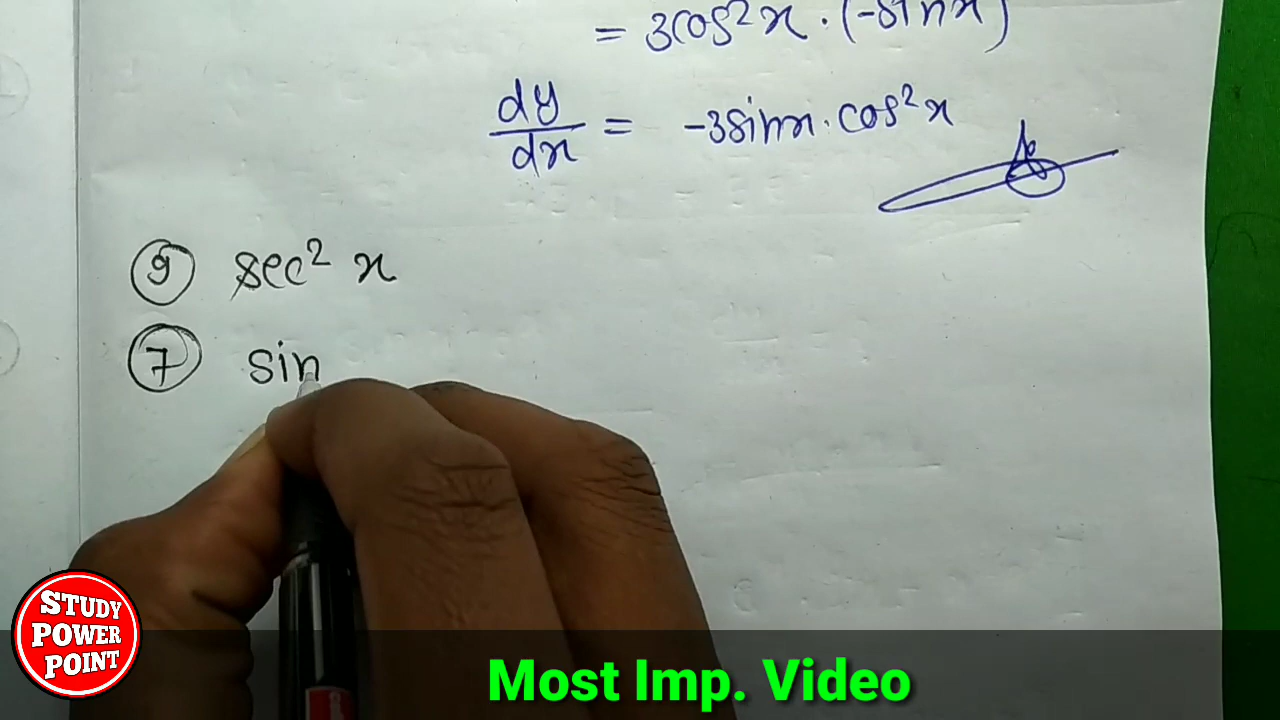 = 3cos²x · (-sinx)
dy/dx = -3sinx · cos²x
⑨ sec² x
⑦ sin
STUDY
POWER
POINT
Most Imp. Video